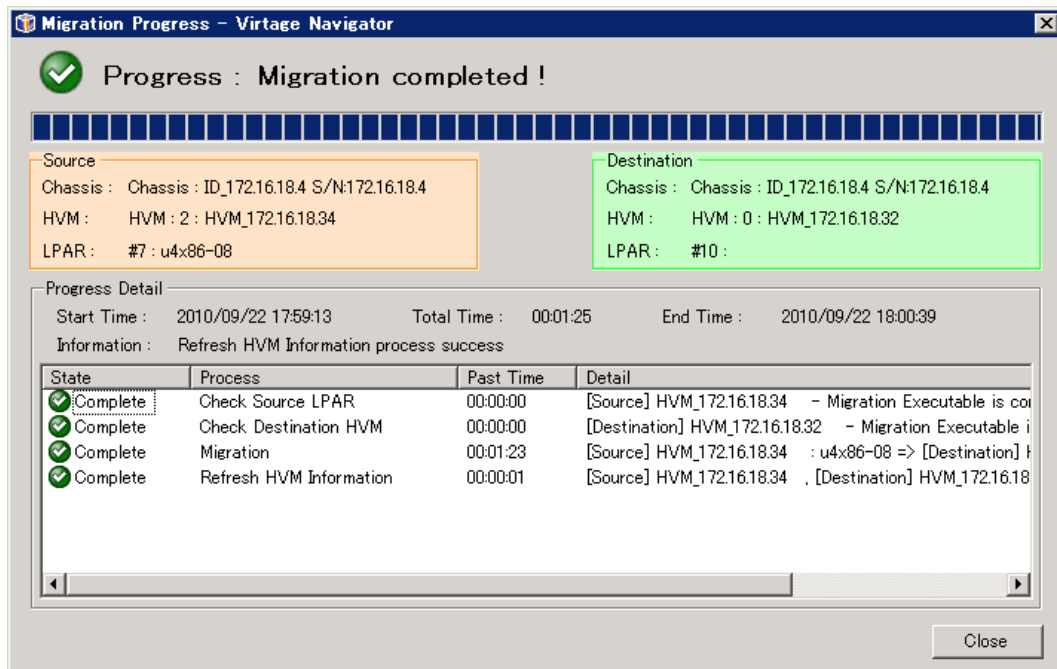 Migration Progress - Virtage Navigator
Progress : Migration completed !
Source
Chassis : Chassis : ID_172.16.18.4 S/N:172.16.18.4
HVM : HVM : 2 : HVM_172.16.18.34
LPAR : #7 : u4x86-08
Destination
Chassis : Chassis : ID_172.16.18.4 S/N:172.16.18.4
HVM : HVM : 0 : HVM_172.16.18.32
LPAR : #10 :
Progress Detail
Start Time : 2010/09/22 17:59:13 Total Time : 00:01:25 End Time : 2010/09/22 18:00:39
Information : Refresh HVM Information process success
State Process Past Time Detail
Complete Check Source LPAR 00:00:00 [Source] HVM_172.16.18.34 - Migration Executable is
Complete Check Destination HVM 00:00:00 [Destination] HVM_172.16.18.32 - Migration Executable
Complete Migration 00:01:23 [Source] HVM_172.16.18.34 : u4x86-08 => [Destination]
Complete Refresh HVM Information 00:00:01 [Source] HVM_172.16.18.34 , [Destination] HVM_172.16.18
Close